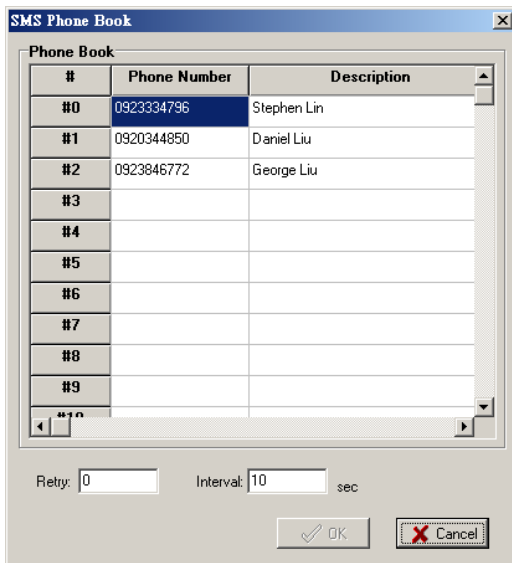 SMS Phone Book
Phone Book
# Phone Number Description
#0 0923334796 Stephen Lin
#1 0920344850 Daniel Liu
#2 0923846772 George Liu
#3
#4
#5
#6
#7
#8
#9
#10
Retry: 0 Interval: 10 sec
OK Cancel